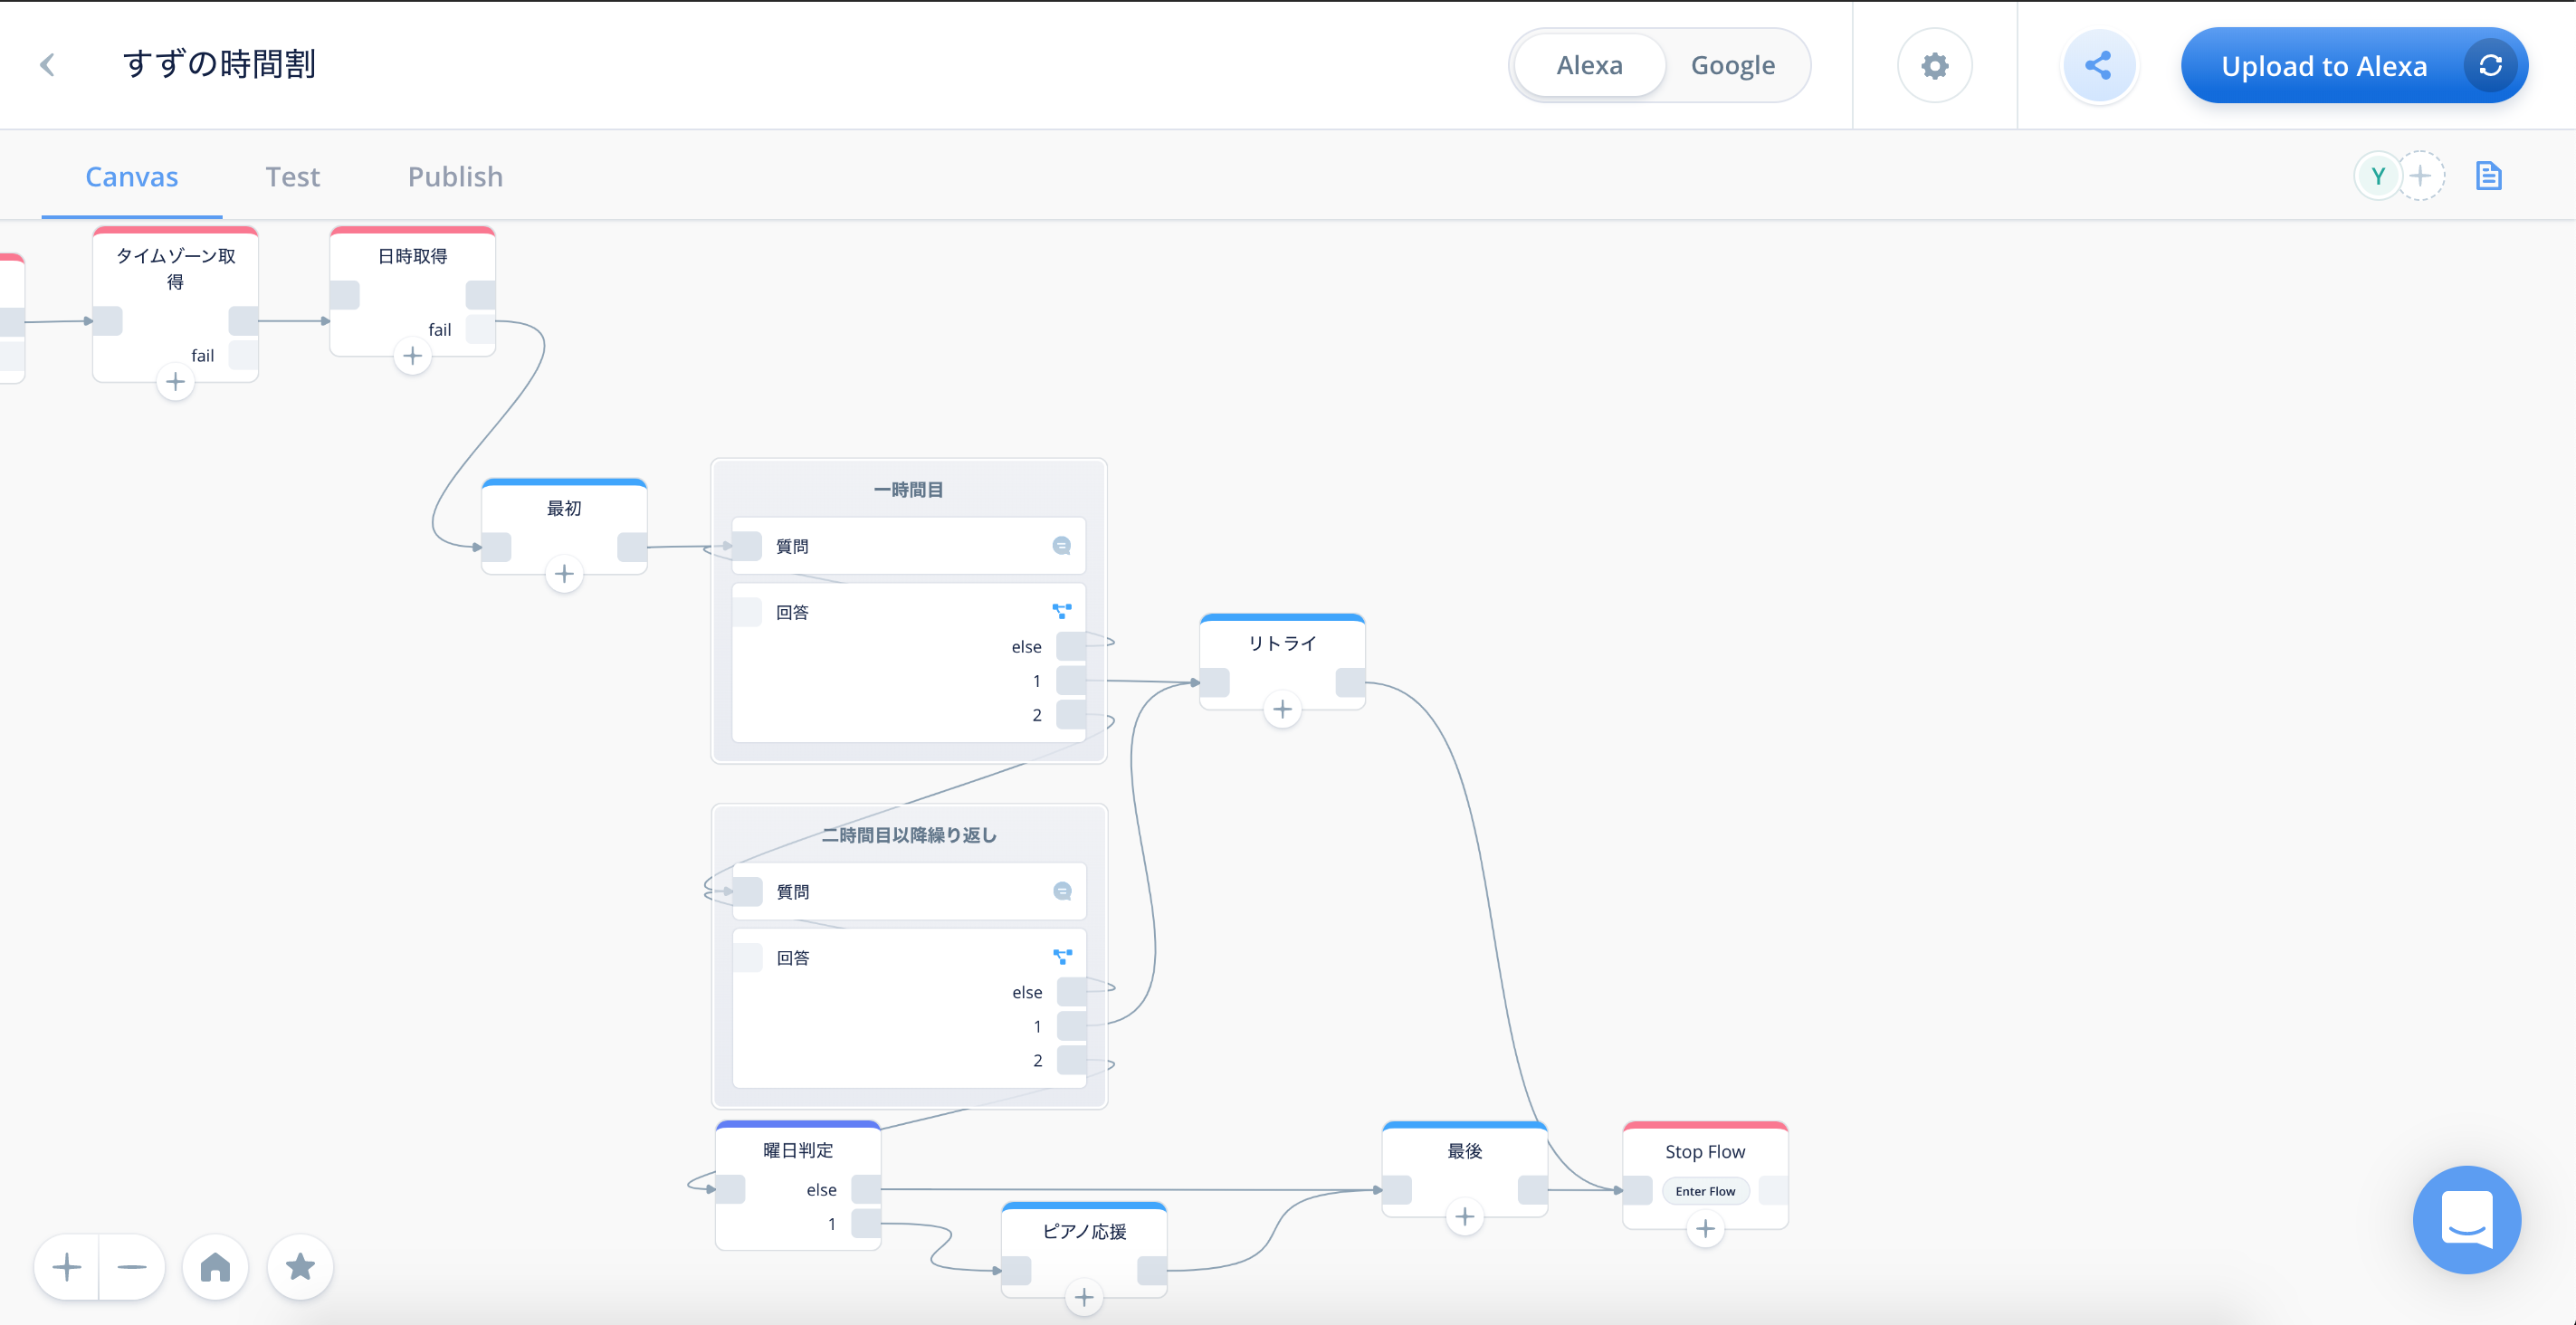 すずの時間割
Alexa
Google
Upload to Alexa
Canvas
Test
Publish
Y
タイムゾーン取
得
fail
日時取得
fail
最初
一時間目
質問
回答
else
1
2
リトライ
二時間目以降繰り返し
質問
回答
else
1
2
曜日判定
else
1
ピアノ応援
最後
Stop Flow
Enter Flow